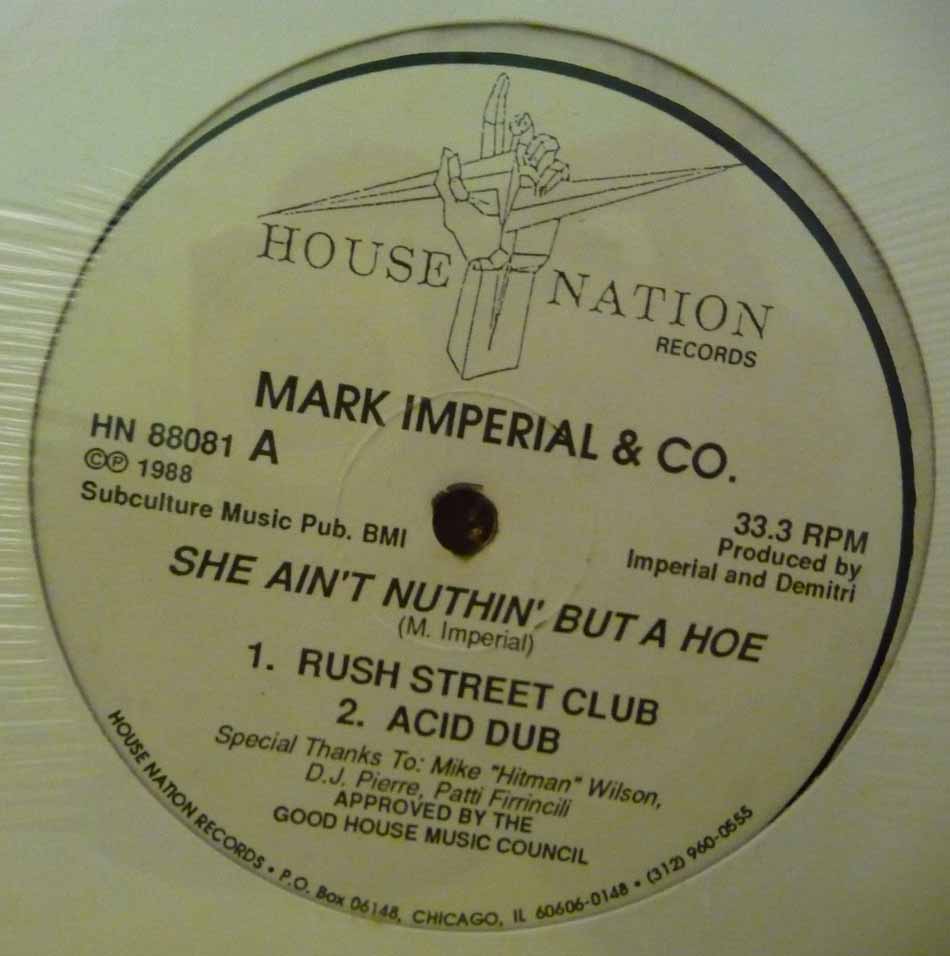 HOUSE NATION
RECORDS
MARK IMPERIAL & CO.
HN 88081 A
©℗ 1988
Subculture Music Pub. BMI
33.3 RPM
Produced by
Imperial and Demitri
SHE AIN'T NUTHIN' BUT A HOE
(M. Imperial)
1. RUSH STREET CLUB
2. ACID DUB
Special Thanks To: Mike "Hitman" Wilson,
D.J. Pierre, Patti Firrincili
APPROVED BY THE
GOOD HOUSE MUSIC COUNCIL
HOUSE NATION RECORDS • P.O. Box 06148, CHICAGO, IL 60606-0148 • (312) 960-0555